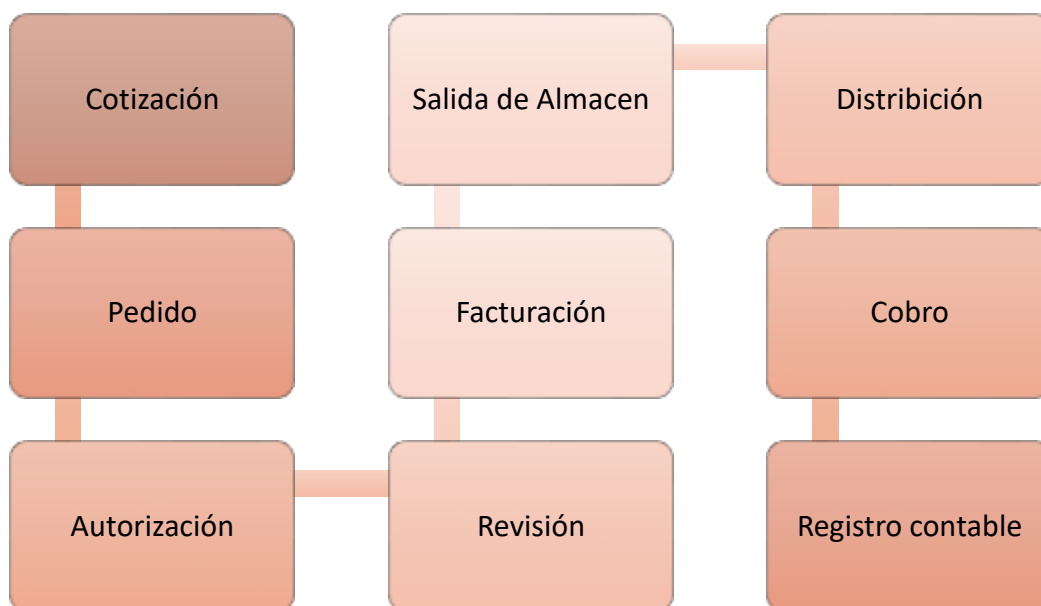 Cotización
Pedido
Autorización
Revisión
Facturación
Salida de Almacen
Distribición
Cobro
Registro contable